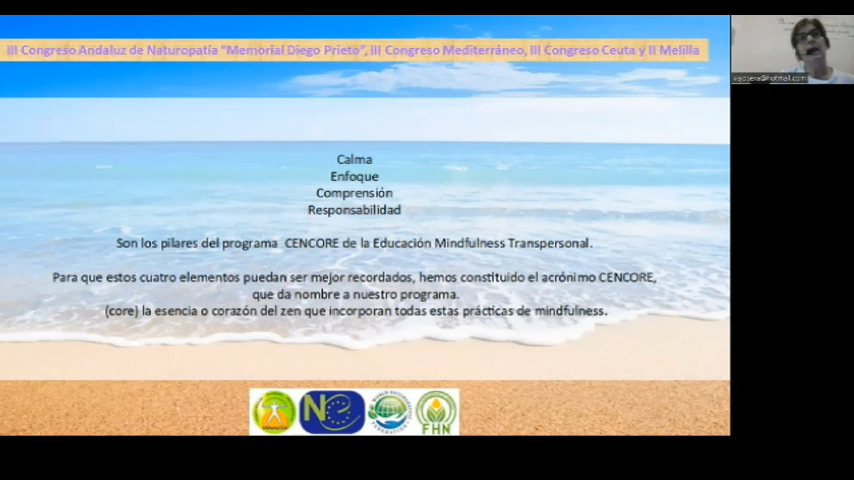 III Congreso Andaluz de Naturopatía “Memorial Diego Prieto”, III Congreso Mediterráneo, III Congreso Ceuta y II Melilla
Calma
Enfoque
Comprensión
Responsabilidad
Son los pilares del programa CENCORE de la Educación Mindfulness Transpersonal.
Para que estos cuatro elementos puedan ser mejor recordados, hemos constituido el acrónimo CENCORE,
que da nombre a nuestro programa.
(core) la esencia o corazón del zen que incorporan todas estas prácticas de mindfulness.
FHN